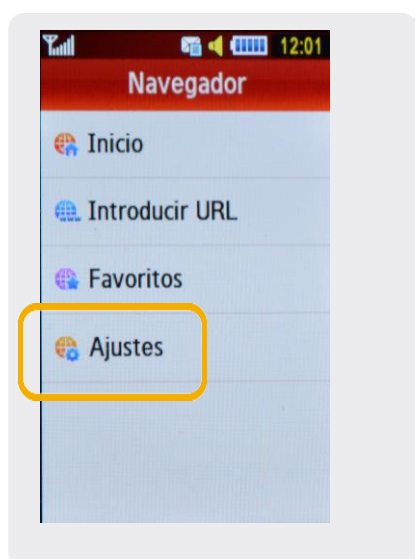 12:01
Navegador
Inicio
Introducir URL
Favoritos
Ajustes